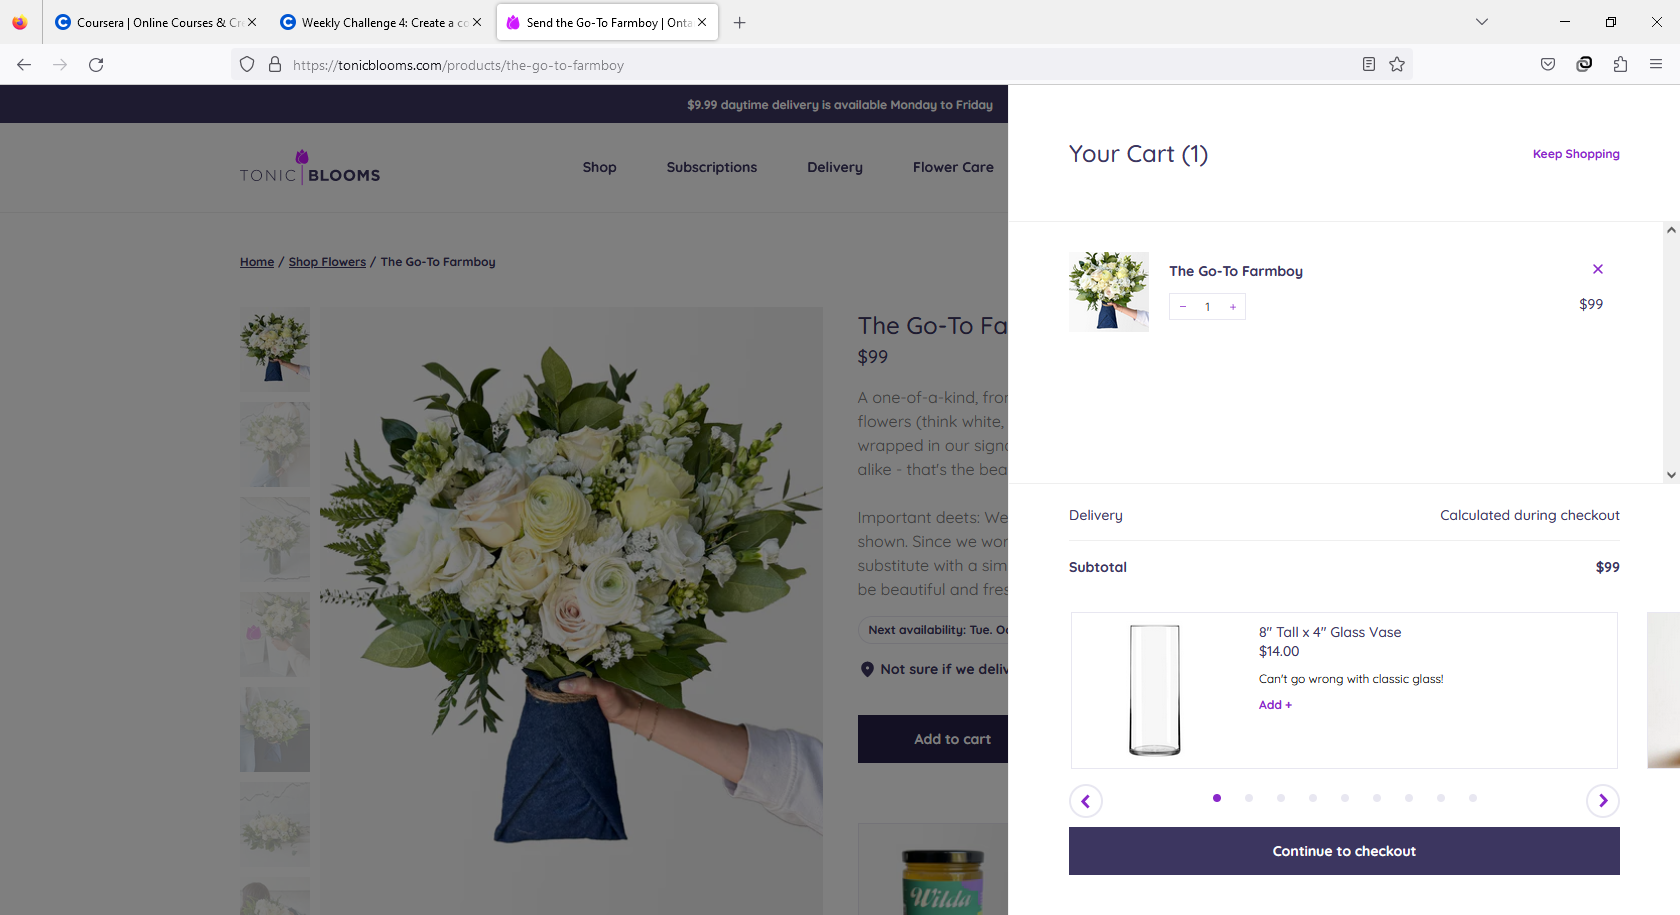 Coursera | Online Courses & Cr
Weekly Challenge 4: Create a co
Send the Go-To Farmboy | Onta
https://tonicblooms.com/products/the-go-to-farmboy
$9.99 daytime delivery is available Monday to Friday
TONIC BLOOMS
Shop
Subscriptions
Delivery
Flower Care
Home / Shop Flowers / The Go-To Farmboy
The Go-To Fa
$99
A one-of-a-kind, fron
flowers (think white,
wrapped in our signa
alike - that's the bea
Important deets: We
shown. Since we wor
substitute with a sim
be beautiful and fres
Next availability: Tue. Oc
Not sure if we deliv
Add to cart
Wilda
Your Cart (1)
Keep Shopping
The Go-To Farmboy
− 1 +
$99
Delivery
Calculated during checkout
Subtotal
$99
8" Tall x 4" Glass Vase
$14.00
Can't go wrong with classic glass!
Add +
Continue to checkout